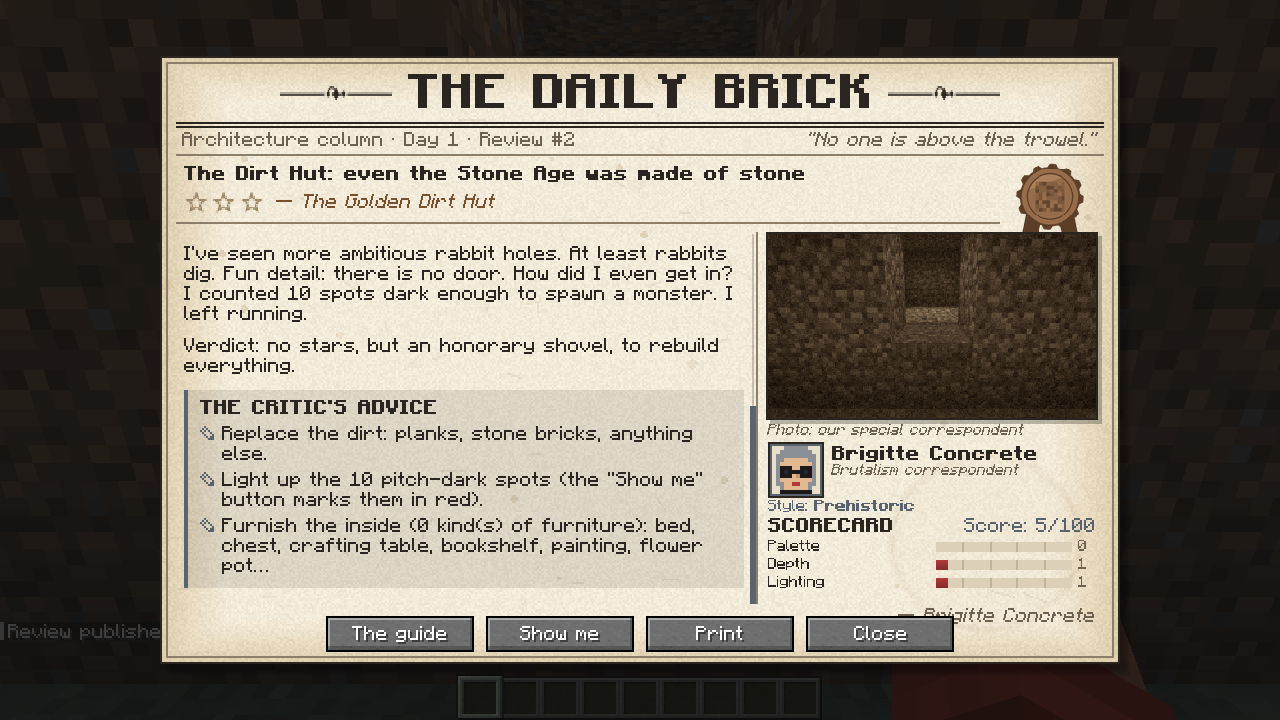 THE DAILY BRICK
Architecture column · Day 1 · Review #2
"No one is above the trowel."
The Dirt Hut: even the Stone Age was made of stone
— The Golden Dirt Hut
I've seen more ambitious rabbit holes. At least rabbits
dig. Fun detail: there is no door. How did I even get in?
I counted 10 spots dark enough to spawn a monster. I
left running.
Verdict: no stars, but an honorary shovel, to rebuild
everything.
THE CRITIC'S ADVICE
Replace the dirt: planks, stone bricks, anything
else.
Light up the 10 pitch-dark spots (the "Show me"
button marks them in red).
Furnish the inside (0 kind(s) of furniture): bed,
chest, crafting table, bookshelf, painting, flower
pot...
Photo: our special correspondent
Brigitte Concrete
Brutalism correspondent
Style: Prehistoric
SCORECARD Score: 5/100
Palette 0
Depth 1
Lighting 1
— Brigitte Concrete
The guide
Show me
Print
Close
Review publishe